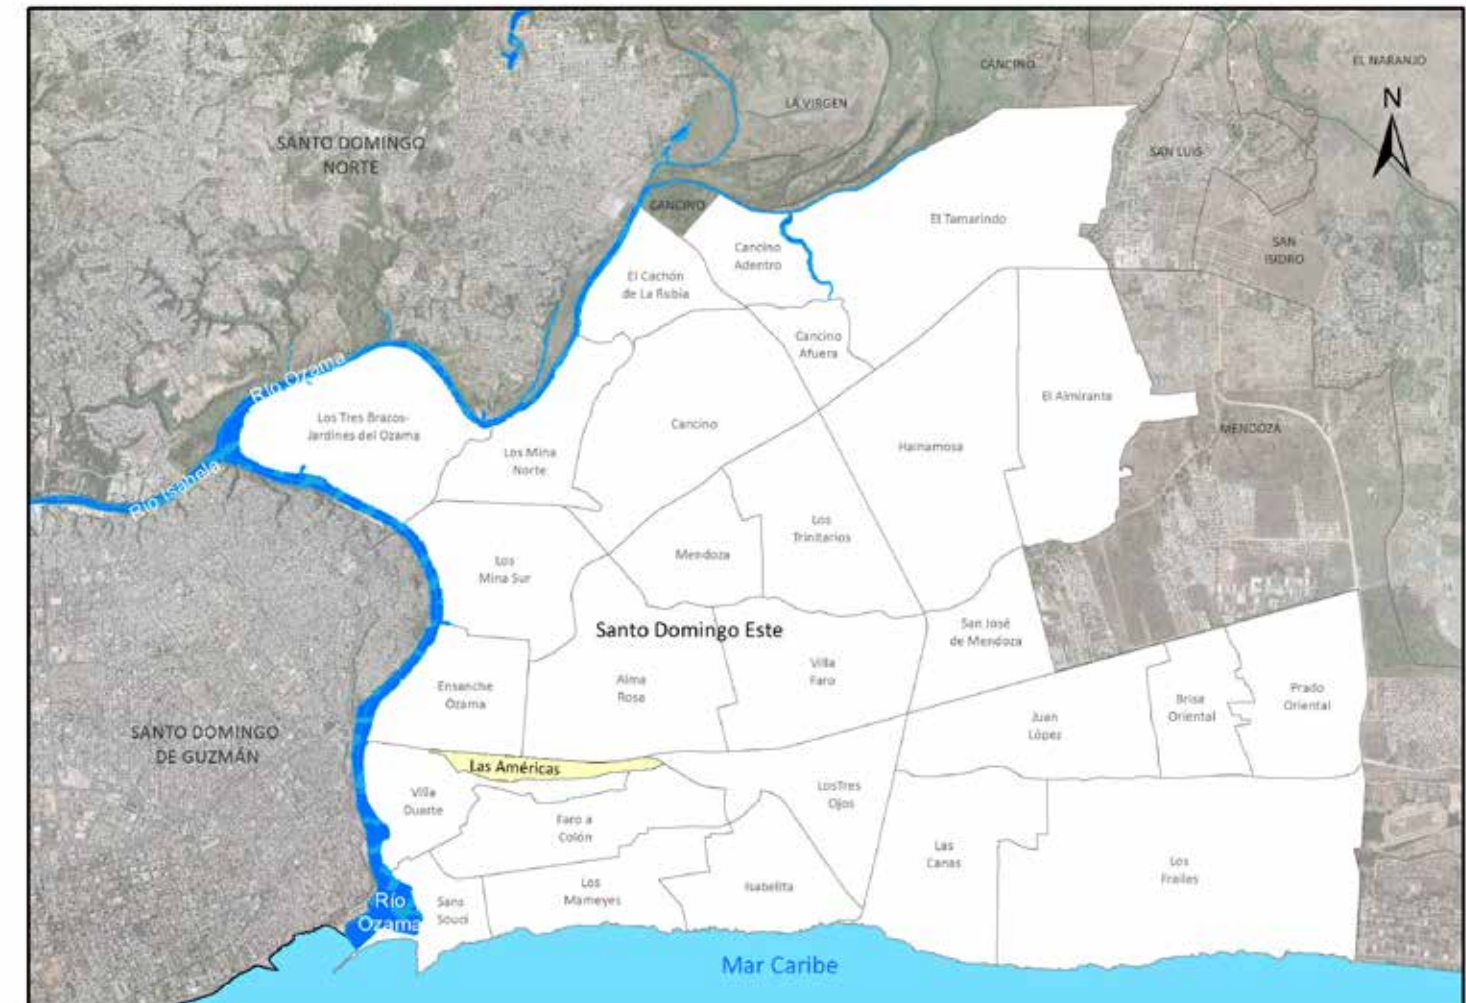 CANCINO
EL NARANJO
N
LA VIRGEN
SANTO DOMINGO
NORTE
SAN LUIS
CANCINO
El Tamarindo
SAN
ISIDRO
Cancino
Adentro
El Cachón
de La Rubia
Cancino
Afuera
Río Ozama
El Almirante
Los Tres Brazos-
Jardines del Ozama
Cancino
MENDOZA
Hainamosa
Los Mina
Norte
Río Isabela
Los
Trinitarios
Mendoza
Los
Mina Sur
Santo Domingo Este
San José
de Mendoza
Villa
Faro
Alma
Rosa
Ensanche
Ozama
Prado
Oriental
Brisa
Oriental
Juan
López
SANTO DOMINGO
DE GUZMÁN
Las Américas
LosTres
Ojos
Villa
Duarte
Faro a
Colón
Las
Canas
Los
Frailes
Los
Mameyes
Isabelita
Sans
Souci
Río
Ozama
Mar Caribe